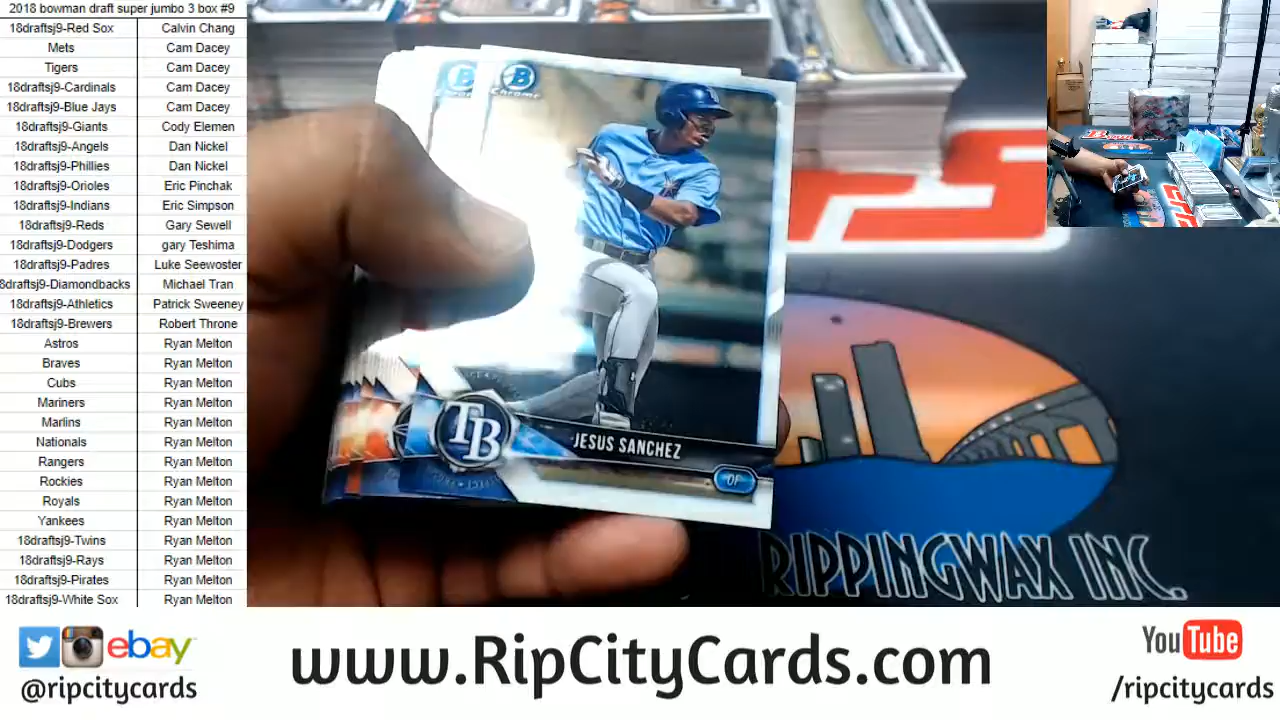 2018 bowman draft super jumbo 3 box #9
18draftsj9-Red Sox Calvin Chang
Mets Cam Dacey
Tigers Cam Dacey
18draftsj9-Cardinals Cam Dacey
18draftsj9-Blue Jays Cam Dacey
18draftsj9-Giants Cody Elemen
18draftsj9-Angels Dan Nickel
18draftsj9-Phillies Dan Nickel
18draftsj9-Orioles Eric Pinchak
18draftsj9-Indians Eric Simpson
18draftsj9-Reds Gary Sewell
18draftsj9-Dodgers gary Teshima
18draftsj9-Padres Luke Seewoster
8draftsj9-Diamondbacks Michael Tran
18draftsj9-Athletics Patrick Sweeney
18draftsj9-Brewers Robert Throne
Astros Ryan Melton
Braves Ryan Melton
Cubs Ryan Melton
Mariners Ryan Melton
Marlins Ryan Melton
Nationals Ryan Melton
Rangers Ryan Melton
Rockies Ryan Melton
Royals Ryan Melton
Yankees Ryan Melton
18draftsj9-Twins Ryan Melton
18draftsj9-Rays Ryan Melton
18draftsj9-Pirates Ryan Melton
18draftsj9-White Sox Ryan Melton
B
Chrome
TB
JESUS SANCHEZ
OF
RIPPINGWAX INC.
ebay
@ripcitycards
www.RipCityCards.com
YouTube
/ripcitycards